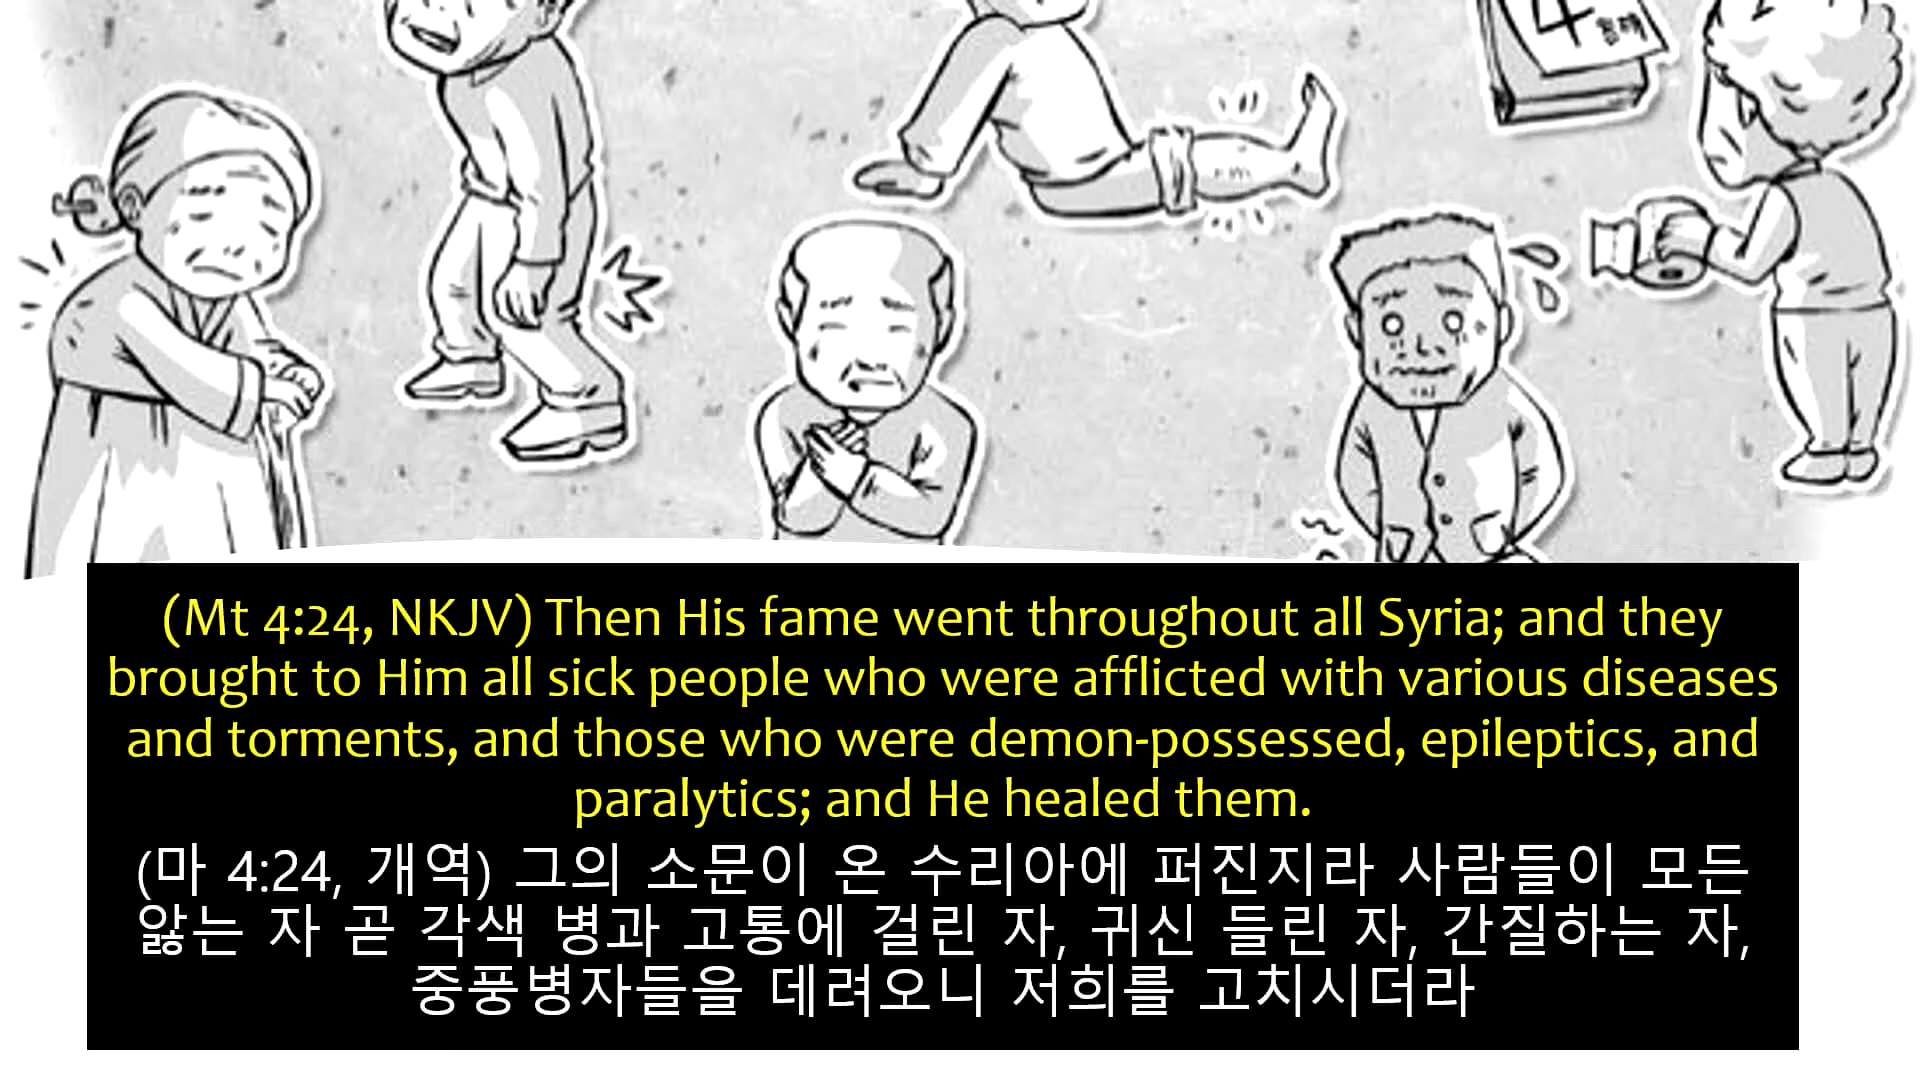 4
(Mt 4:24, NKJV) Then His fame went throughout all Syria; and they
brought to Him all sick people who were afflicted with various diseases
and torments, and those who were demon-possessed, epileptics, and
paralytics; and He healed them.
(마 4:24, 개역) 그의 소문이 온 수리아에 퍼진지라 사람들이 모든
앓는 자 곧 각색 병과 고통에 걸린 자, 귀신 들린 자, 간질하는 자,
중풍병자들을 데려오니 저희를 고치시더라